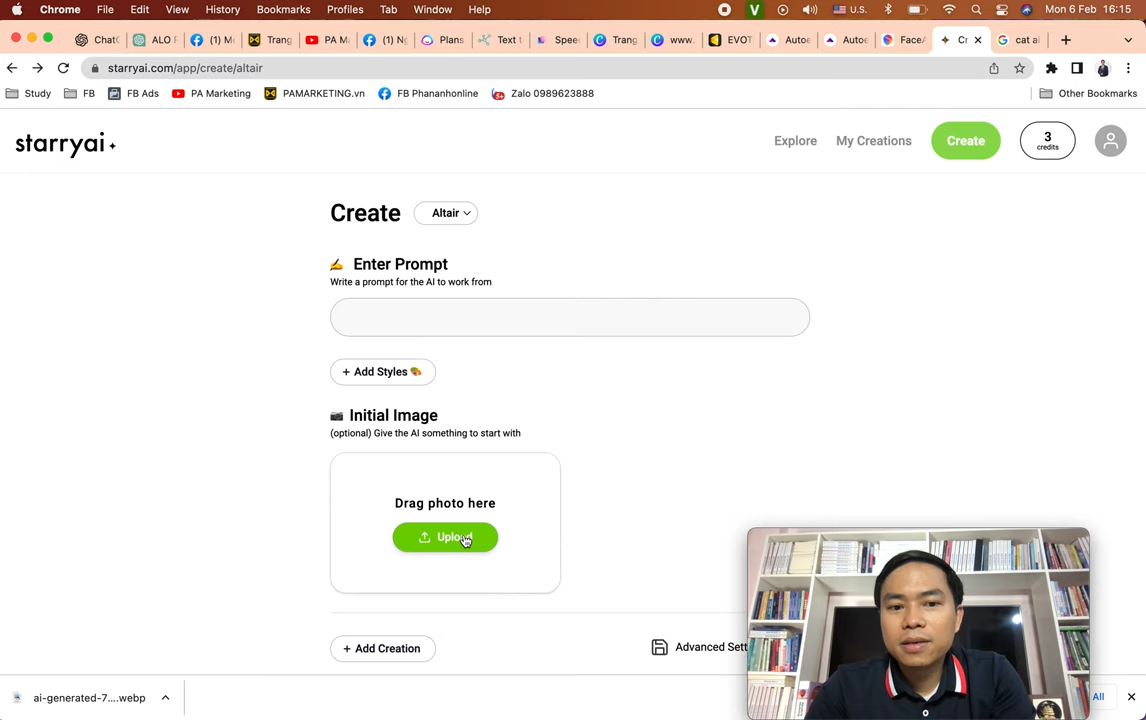 Chrome File Edit View History Bookmarks Profiles Tab Window Help V U.S. Mon 6 Feb 16:15
ChatG ALO F (1) M Trang PA M (1) Ng Plans Text t Spee Trang www. EVOT Autoe Autoe FaceA Cr cat ai
starryai.com/app/create/altair
Study FB FB Ads PA Marketing PAMARKETING.vn FB Phananhonline Zalo 0989623888 Other Bookmarks
starryai Explore My Creations Create 3 credits
Create Altair
Enter Prompt
Write a prompt for the AI to work from
+ Add Styles
Initial Image
(optional) Give the AI something to start with
Drag photo here
Upload
+ Add Creation Advanced Sett
ai-generated-7....webp All